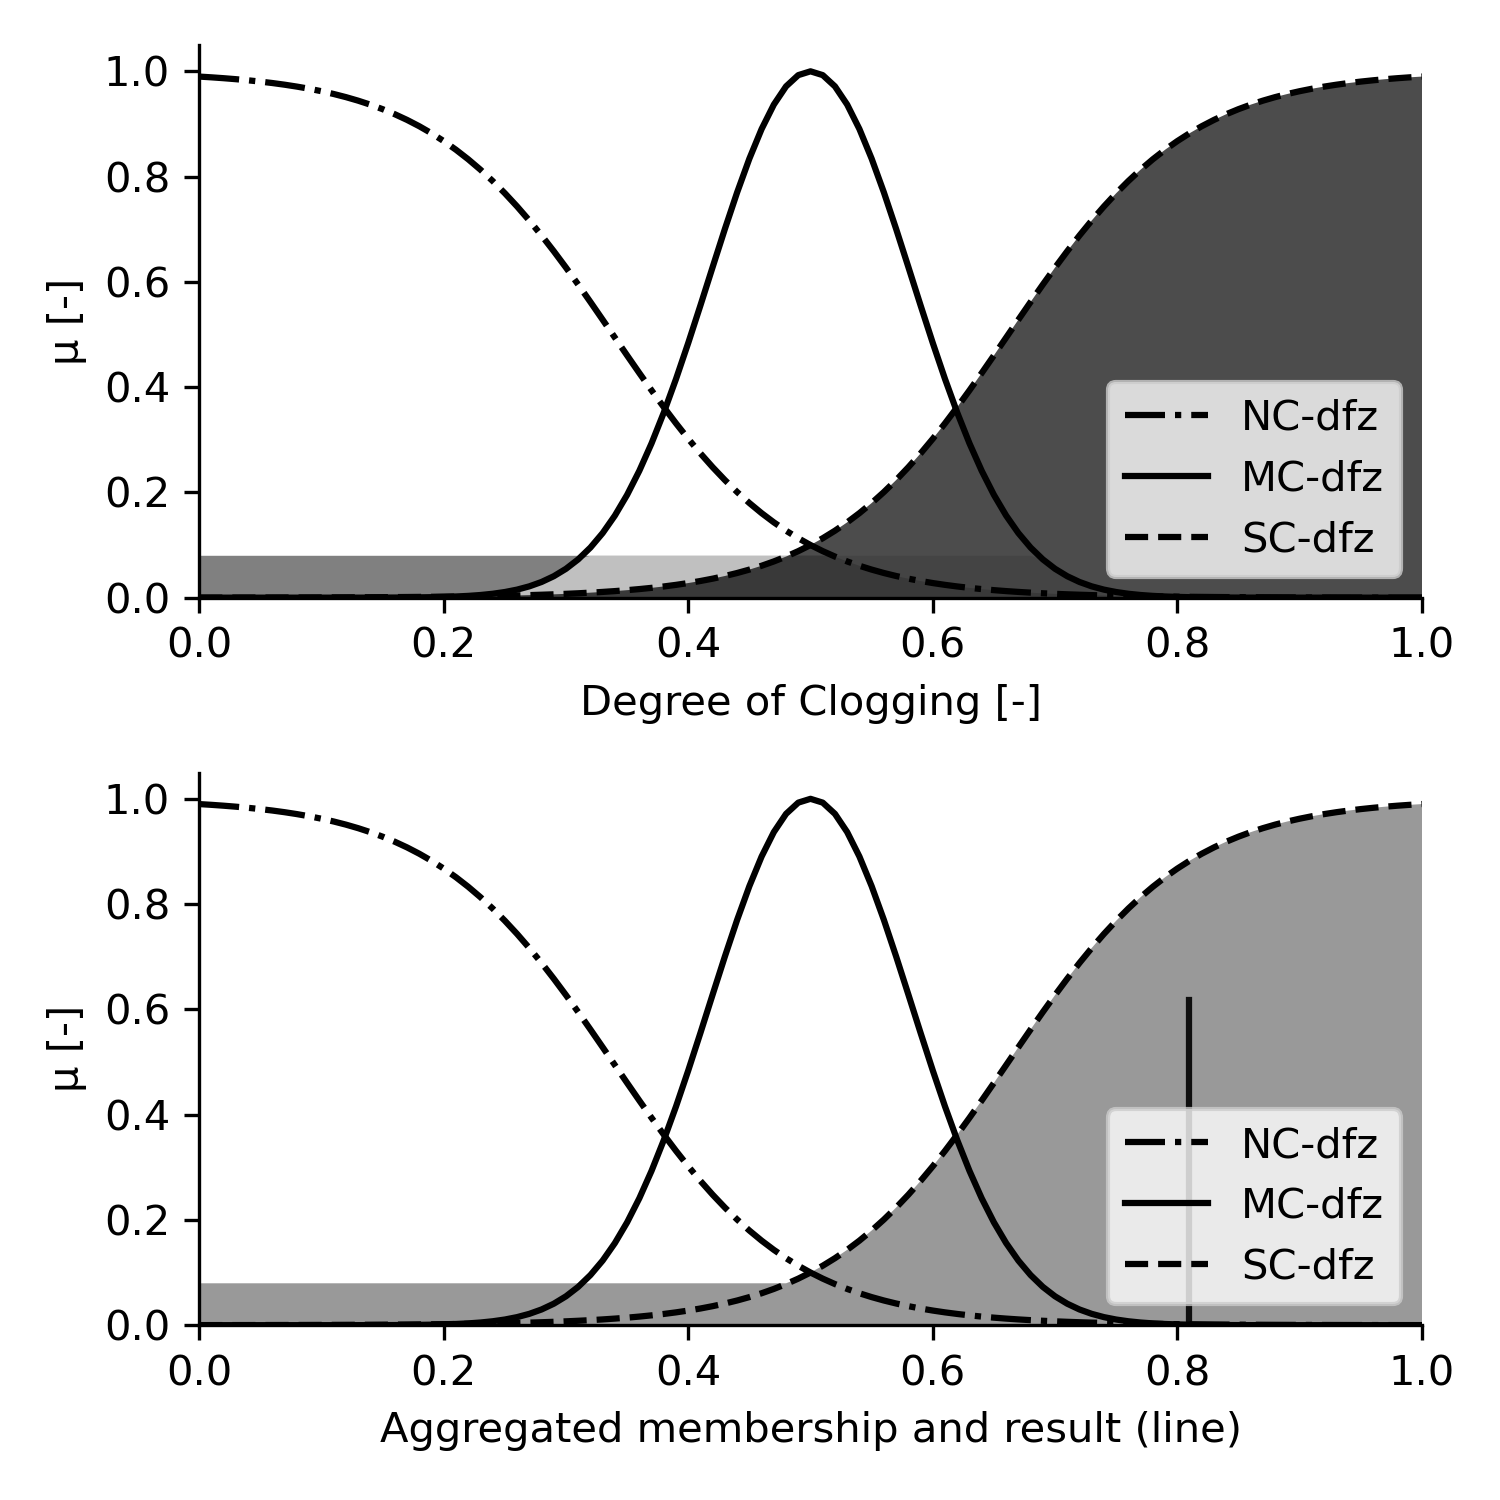 1.0
0.8
0.6
0.4
0.2
0.0
µ [-]
0.0 0.2 0.4 0.6 0.8 1.0
Degree of Clogging [-]
NC-dfz
MC-dfz
SC-dfz
1.0
0.8
0.6
0.4
0.2
0.0
µ [-]
0.0 0.2 0.4 0.6 0.8 1.0
Aggregated membership and result (line)
NC-dfz
MC-dfz
SC-dfz